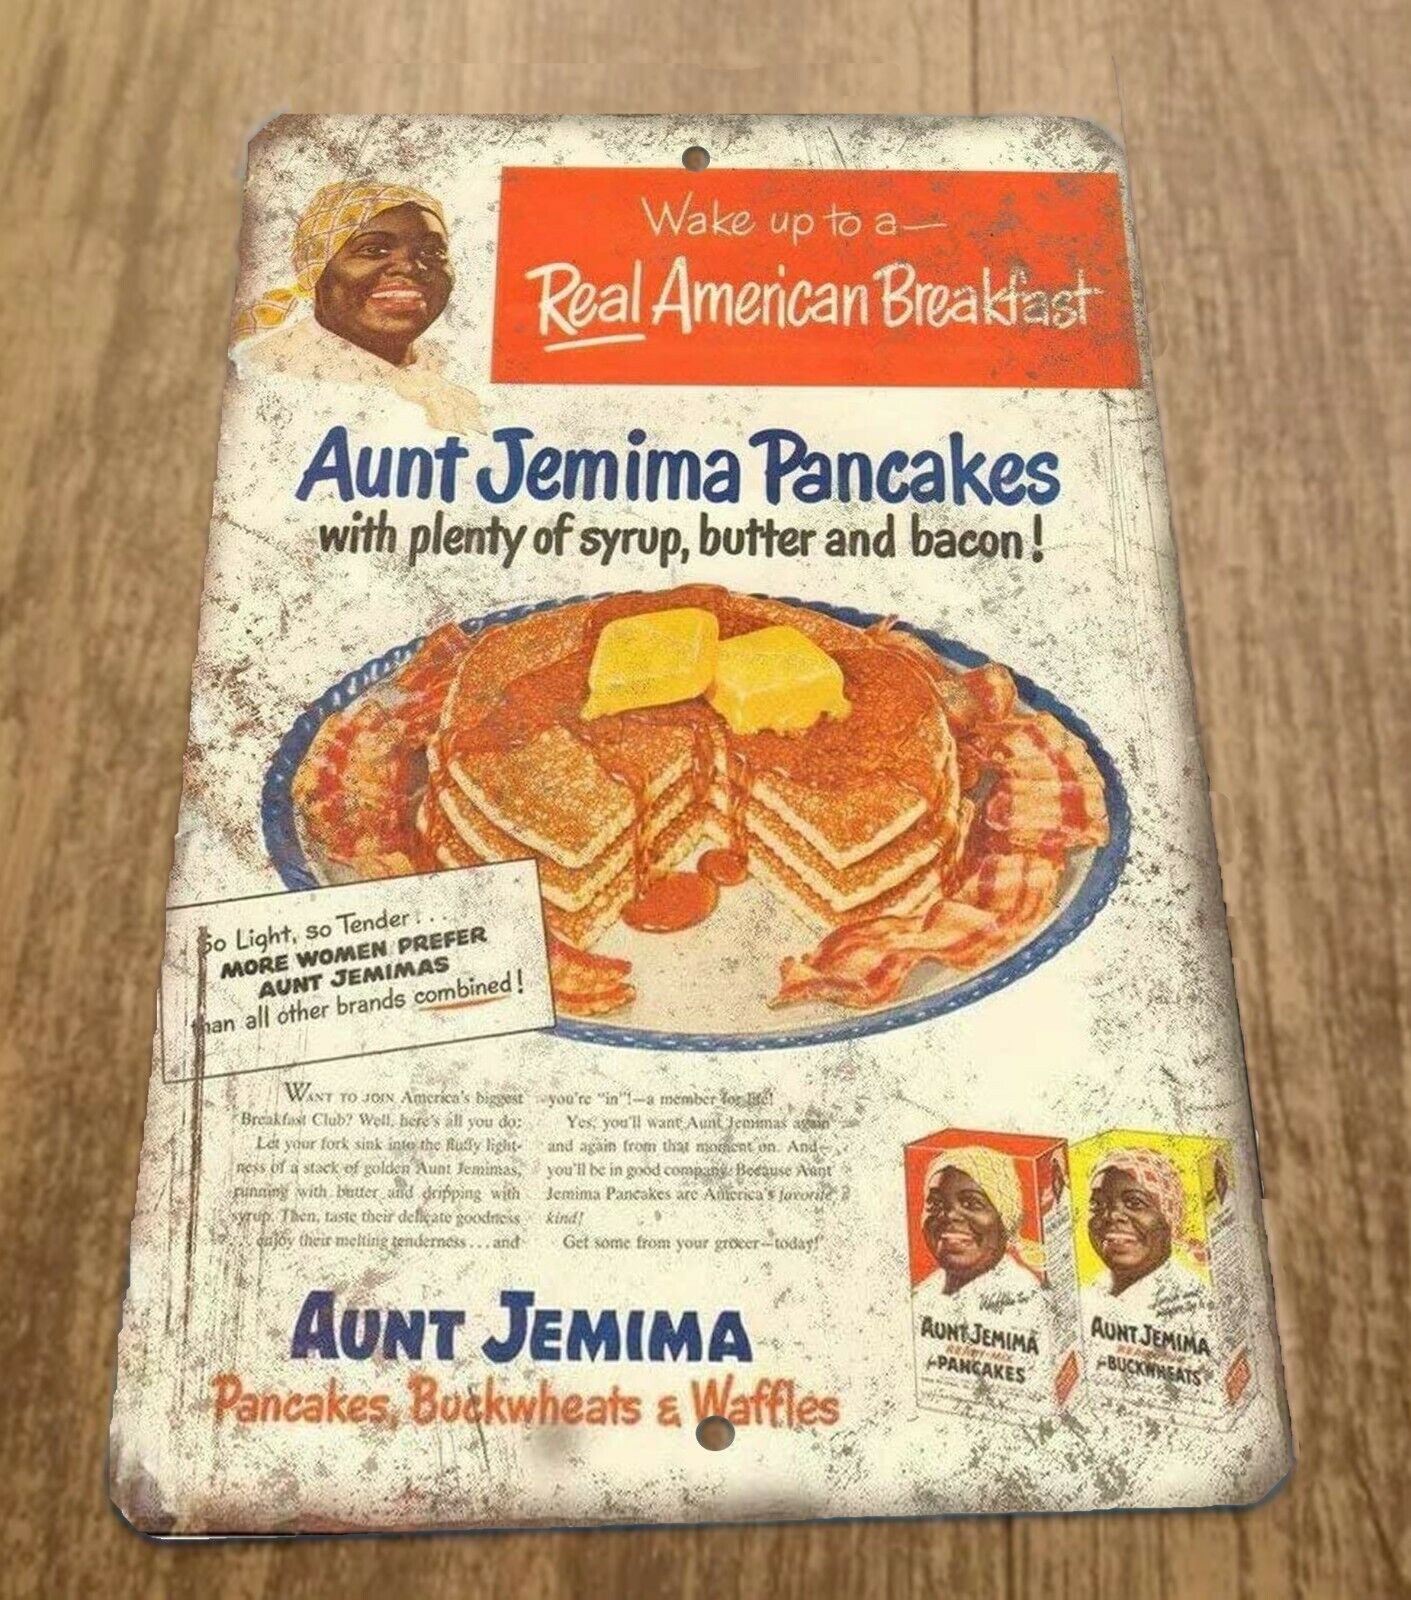 Wake up to a—
Real American Breakfast
Aunt Jemima Pancakes
with plenty of syrup, butter and bacon!
So Light, so Tender...
MORE WOMEN PREFER
AUNT JEMIMAS
than all other brands combined!
WANT TO JOIN America's biggest
Breakfast Club? Well, here's all you do:
Let your fork sink into the fluffy light-
ness of a stack of golden Aunt Jemimas,
running with butter and dripping with
syrup. Then, taste their delicate goodness
... enjoy their melting tenderness...and
you're "in"!—a member for life!
Yes, you'll want Aunt Jemimas again
and again from that moment on. And
you'll be in good company. Because Aunt
Jemima Pancakes are America's favorite
kind!
Get some from your grocer—today!
AUNT JEMIMA
Pancakes, Buckwheats & Waffles
Waffles too!
AUNT JEMIMA
for PANCAKES
AUNT JEMIMA
for BUCKWHEATS